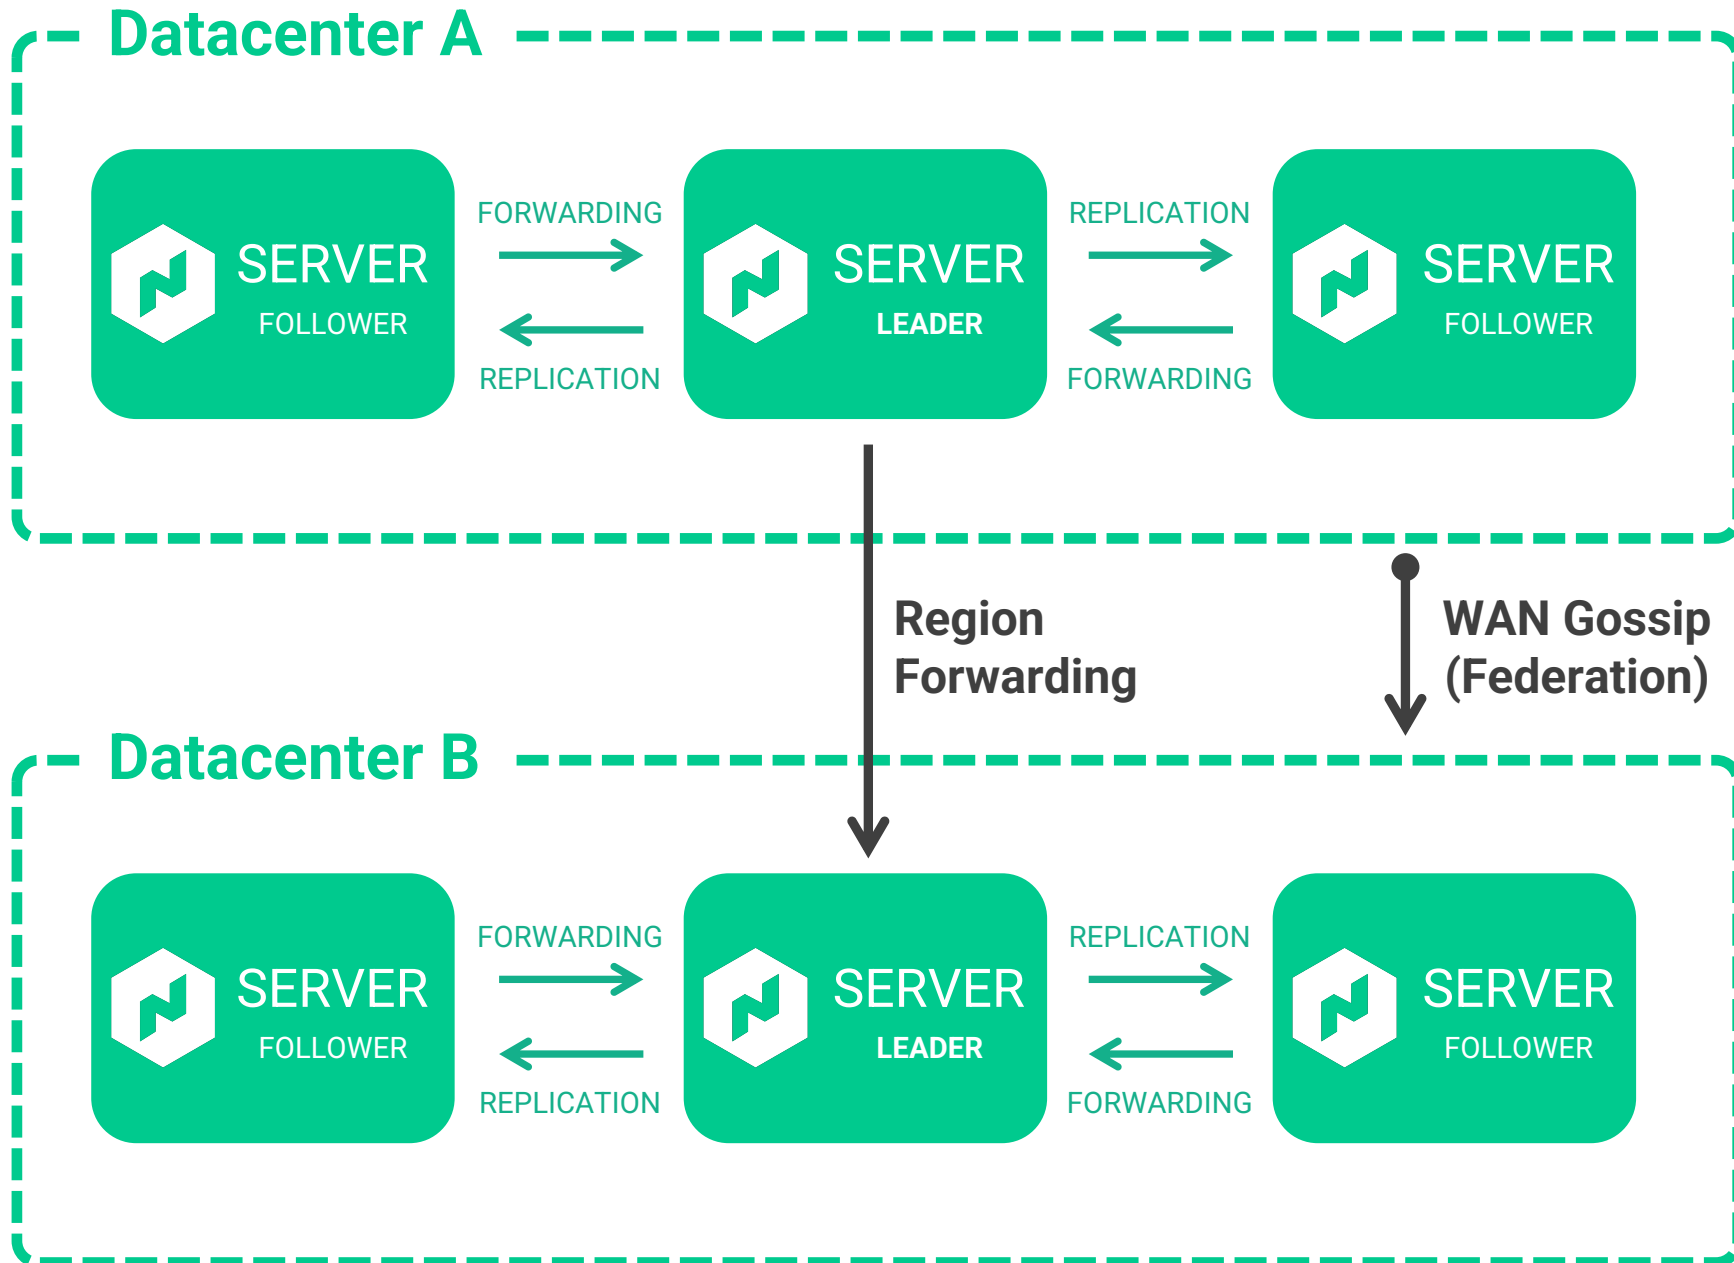 Datacenter A
FORWARDING
REPLICATION
SERVER
FOLLOWER
SERVER
LEADER
SERVER
FOLLOWER
REPLICATION
FORWARDING
Region
Forwarding
WAN Gossip
(Federation)
Datacenter B
FORWARDING
REPLICATION
SERVER
FOLLOWER
SERVER
LEADER
SERVER
FOLLOWER
REPLICATION
FORWARDING